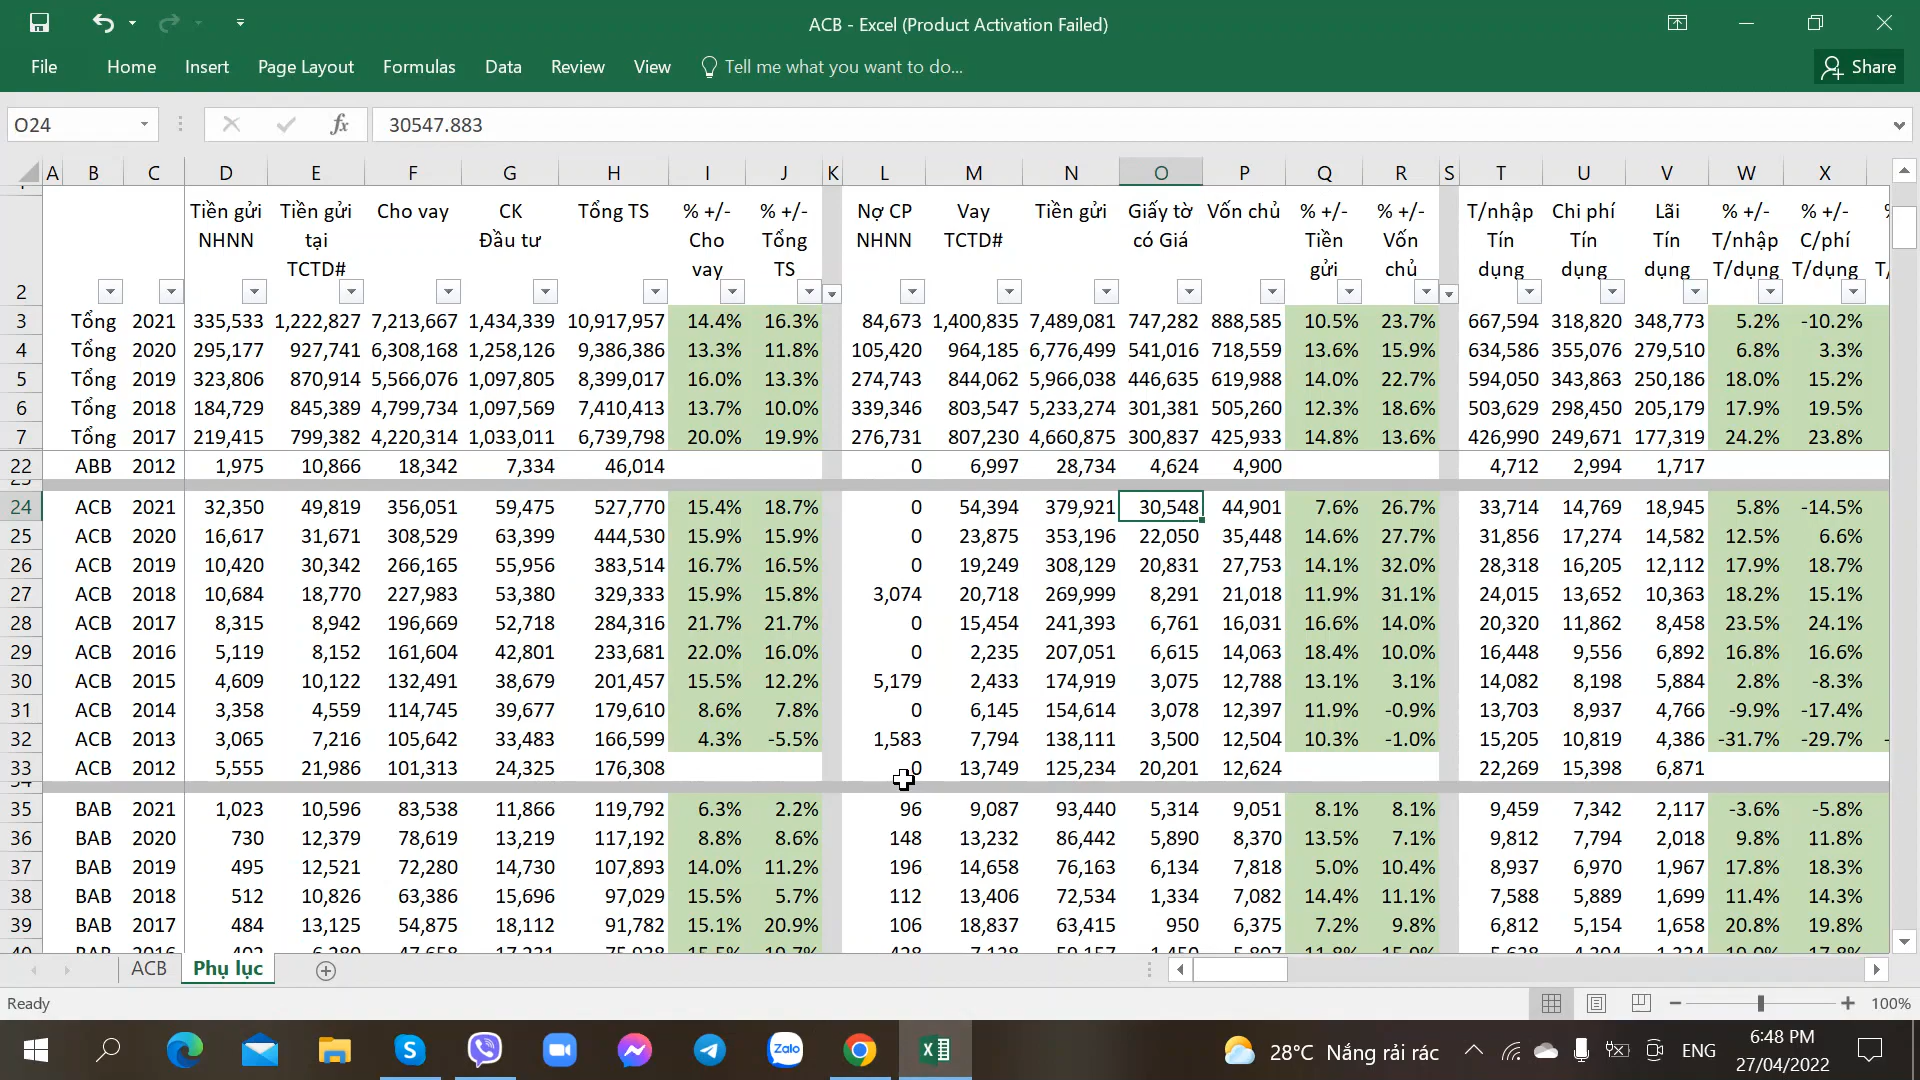 ACB - Excel (Product Activation Failed)
File Home Insert Page Layout Formulas Data Review View Tell me what you want to do... Share
O24 fx 30547.883
A B C D E F G H I J K L M N O P Q R S T U V W X
2 Tiền gửi NHNN Tiền gửi tại TCTD# Cho vay CK Đầu tư Tổng TS % +/- Cho vay % +/- Tổng TS Nợ CP NHNN Vay TCTD# Tiền gửi Giấy tờ có Giá Vốn chủ % +/- Tiền gửi % +/- Vốn chủ T/nhập Tín dụng Chi phí Tín dụng Lãi Tín dụng % +/- T/nhập T/dụng % +/- C/phí T/dụng
3 Tổng 2021 335,533 1,222,827 7,213,667 1,434,339 10,917,957 14.4% 16.3% 84,673 1,400,835 7,489,081 747,282 888,585 10.5% 23.7% 667,594 318,820 348,773 5.2% -10.2%
4 Tổng 2020 295,177 927,741 6,308,168 1,258,126 9,386,386 13.3% 11.8% 105,420 964,185 6,776,499 541,016 718,559 13.6% 15.9% 634,586 355,076 279,510 6.8% 3.3%
5 Tổng 2019 323,806 870,914 5,566,076 1,097,805 8,399,017 16.0% 13.3% 274,743 844,062 5,966,038 446,635 619,988 14.0% 22.7% 594,050 343,863 250,186 18.0% 15.2%
6 Tổng 2018 184,729 845,389 4,799,734 1,097,569 7,410,413 13.7% 10.0% 339,346 803,547 5,233,274 301,381 505,260 12.3% 18.6% 503,629 298,450 205,179 17.9% 19.5%
7 Tổng 2017 219,415 799,382 4,220,314 1,033,011 6,739,798 20.0% 19.9% 276,731 807,230 4,660,875 300,837 425,933 14.8% 13.6% 426,990 249,671 177,319 24.2% 23.8%
22 ABB 2012 1,975 10,866 18,342 7,334 46,014 0 6,997 28,734 4,624 4,900 4,712 2,994 1,717
24 ACB 2021 32,350 49,819 356,051 59,475 527,770 15.4% 18.7% 0 54,394 379,921 30,548 44,901 7.6% 26.7% 33,714 14,769 18,945 5.8% -14.5%
25 ACB 2020 16,617 31,671 308,529 63,399 444,530 15.9% 15.9% 0 23,875 353,196 22,050 35,448 14.6% 27.7% 31,856 17,274 14,582 12.5% 6.6%
26 ACB 2019 10,420 30,342 266,165 55,956 383,514 16.7% 16.5% 0 19,249 308,129 20,831 27,753 14.1% 32.0% 28,318 16,205 12,112 17.9% 18.7%
27 ACB 2018 10,684 18,770 227,983 53,380 329,333 15.9% 15.8% 3,074 20,718 269,999 8,291 21,018 11.9% 31.1% 24,015 13,652 10,363 18.2% 15.1%
28 ACB 2017 8,315 8,942 196,669 52,718 284,316 21.7% 21.7% 0 15,454 241,393 6,761 16,031 16.6% 14.0% 20,320 11,862 8,458 23.5% 24.1%
29 ACB 2016 5,119 8,152 161,604 42,801 233,681 22.0% 16.0% 0 2,235 207,051 6,615 14,063 18.4% 10.0% 16,448 9,556 6,892 16.8% 16.6%
30 ACB 2015 4,609 10,122 132,491 38,679 201,457 15.5% 12.2% 5,179 2,433 174,919 3,075 12,788 13.1% 3.1% 14,082 8,198 5,884 2.8% -8.3%
31 ACB 2014 3,358 4,559 114,745 39,677 179,610 8.6% 7.8% 0 6,145 154,614 3,078 12,397 11.9% -0.9% 13,703 8,937 4,766 -9.9% -17.4%
32 ACB 2013 3,065 7,216 105,642 33,483 166,599 4.3% -5.5% 1,583 7,794 138,111 3,500 12,504 10.3% -1.0% 15,205 10,819 4,386 -31.7% -29.7%
33 ACB 2012 5,555 21,986 101,313 24,325 176,308 0 13,749 125,234 20,201 12,624 22,269 15,398 6,871
35 BAB 2021 1,023 10,596 83,538 11,866 119,792 6.3% 2.2% 96 9,087 93,440 5,314 9,051 8.1% 8.1% 9,459 7,342 2,117 -3.6% -5.8%
36 BAB 2020 730 12,379 78,619 13,219 117,192 8.8% 8.6% 148 13,232 86,442 5,890 8,370 13.5% 7.1% 9,812 7,794 2,018 9.8% 11.8%
37 BAB 2019 495 12,521 72,280 14,730 107,893 14.0% 11.2% 196 14,658 76,163 6,134 7,818 5.0% 10.4% 8,937 6,970 1,967 17.8% 18.3%
38 BAB 2018 512 10,826 63,386 15,696 97,029 15.5% 5.7% 112 13,406 72,534 1,334 7,082 14.4% 11.1% 7,588 5,889 1,699 11.4% 14.3%
39 BAB 2017 484 13,125 54,875 18,112 91,782 15.1% 20.9% 106 18,837 63,415 950 6,375 7.2% 9.8% 6,812 5,154 1,658 20.8% 19.8%
ACB Phụ lục
Ready 100%
Zalo 28°C Nắng rải rác ENG 6:48 PM
27/04/2022